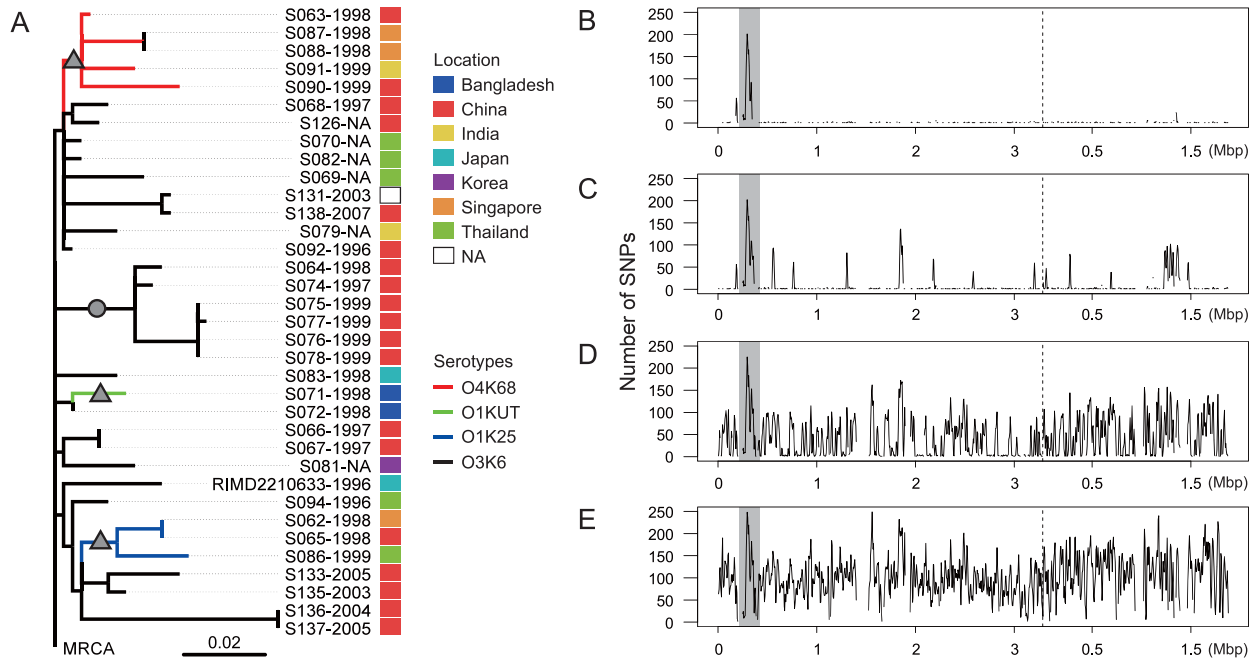 A
S063-1998
S087-1998
S088-1998
S091-1999
S090-1999
S068-1997
S126-NA
S070-NA
S082-NA
S069-NA
S131-2003
S138-2007
S079-NA
S092-1996
S064-1998
S074-1997
S075-1999
S077-1999
S076-1999
S078-1999
S083-1998
S071-1998
S072-1998
S066-1997
S067-1997
S081-NA
RIMD2210633-1996
S094-1996
S062-1998
S065-1998
S086-1999
S133-2005
S135-2003
S136-2004
S137-2005
MRCA
0.02
Location
Bangladesh
China
India
Japan
Korea
Singapore
Thailand
NA
Serotypes
O4K68
O1KUT
O1K25
O3K6
Number of SNPs
B
250
200
150
100
50
0
0 1 2 3 0.5 1.5 (Mbp)
C
250
200
150
100
50
0
0 1 2 3 0.5 1.5 (Mbp)
D
250
200
150
100
50
0
0 1 2 3 0.5 1.5 (Mbp)
E
250
200
150
100
50
0
0 1 2 3 0.5 1.5 (Mbp)